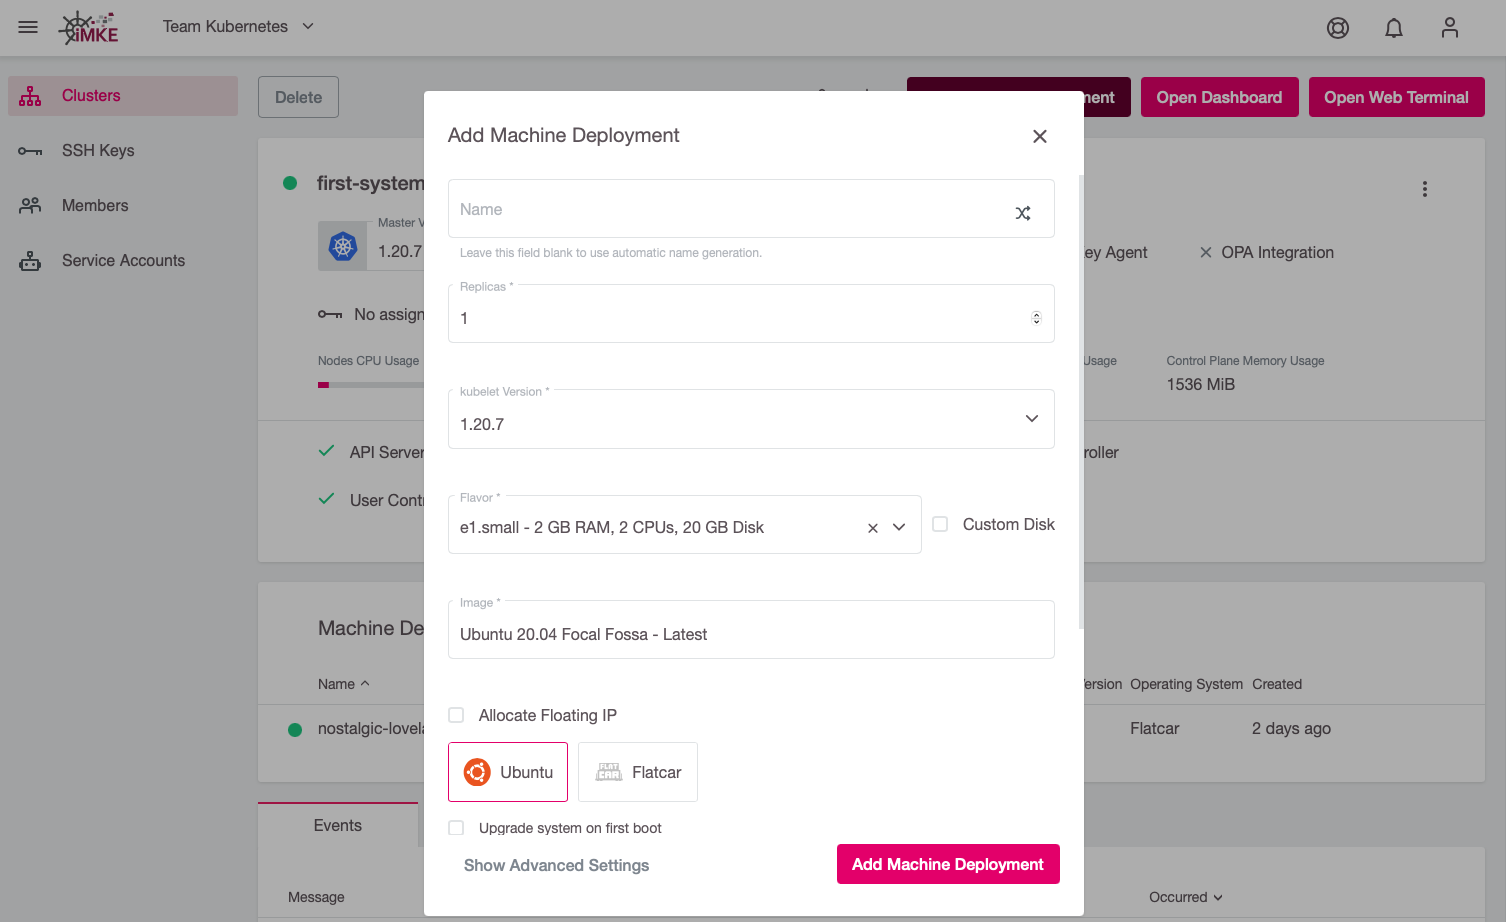 iMKE
Team Kubernetes
Clusters
SSH Keys
Members
Service Accounts
Delete
ment
Open Dashboard
Open Web Terminal
first-system
Master V
1.20.7
ey Agent
OPA Integration
No assign
Nodes CPU Usage
Usage
Control Plane Memory Usage
1536 MiB
API Server
roller
User Contr
Machine De
Name
ersion
Operating System
Created
nostalgic-lovela
Flatcar
2 days ago
Events
Message
Occurred
Add Machine Deployment
Name
Leave this field blank to use automatic name generation.
Replicas *
1
kubelet Version *
1.20.7
Flavor *
e1.small - 2 GB RAM, 2 CPUs, 20 GB Disk
Custom Disk
Image *
Ubuntu 20.04 Focal Fossa - Latest
Allocate Floating IP
Ubuntu
FLAT CAR
Flatcar
Upgrade system on first boot
Show Advanced Settings
Add Machine Deployment